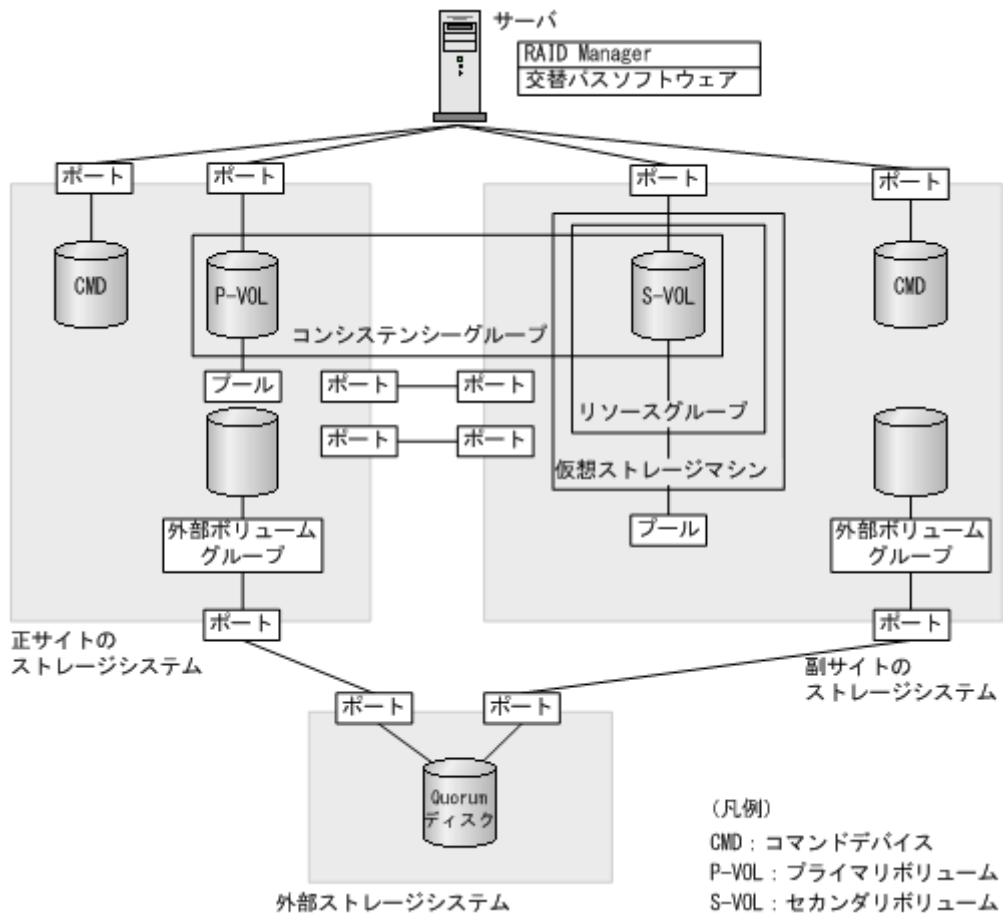 サーバ
RAID Manager
交替パスソフトウェア
ポート
ポート
ポート
ポート
CMD
P-VOL
S-VOL
CMD
コンシステンシーグループ
プール
ポート
ポート
リソースグループ
ポート
ポート
仮想ストレージマシン
外部ボリューム
グループ
プール
外部ボリューム
グループ
ポート
ポート
正サイトの
ストレージシステム
副サイトの
ストレージシステム
ポート
ポート
Quorum
ディスク
外部ストレージシステム
(凡例)
CMD : コマンドデバイス
P-VOL : プライマリボリューム
S-VOL : セカンダリボリューム